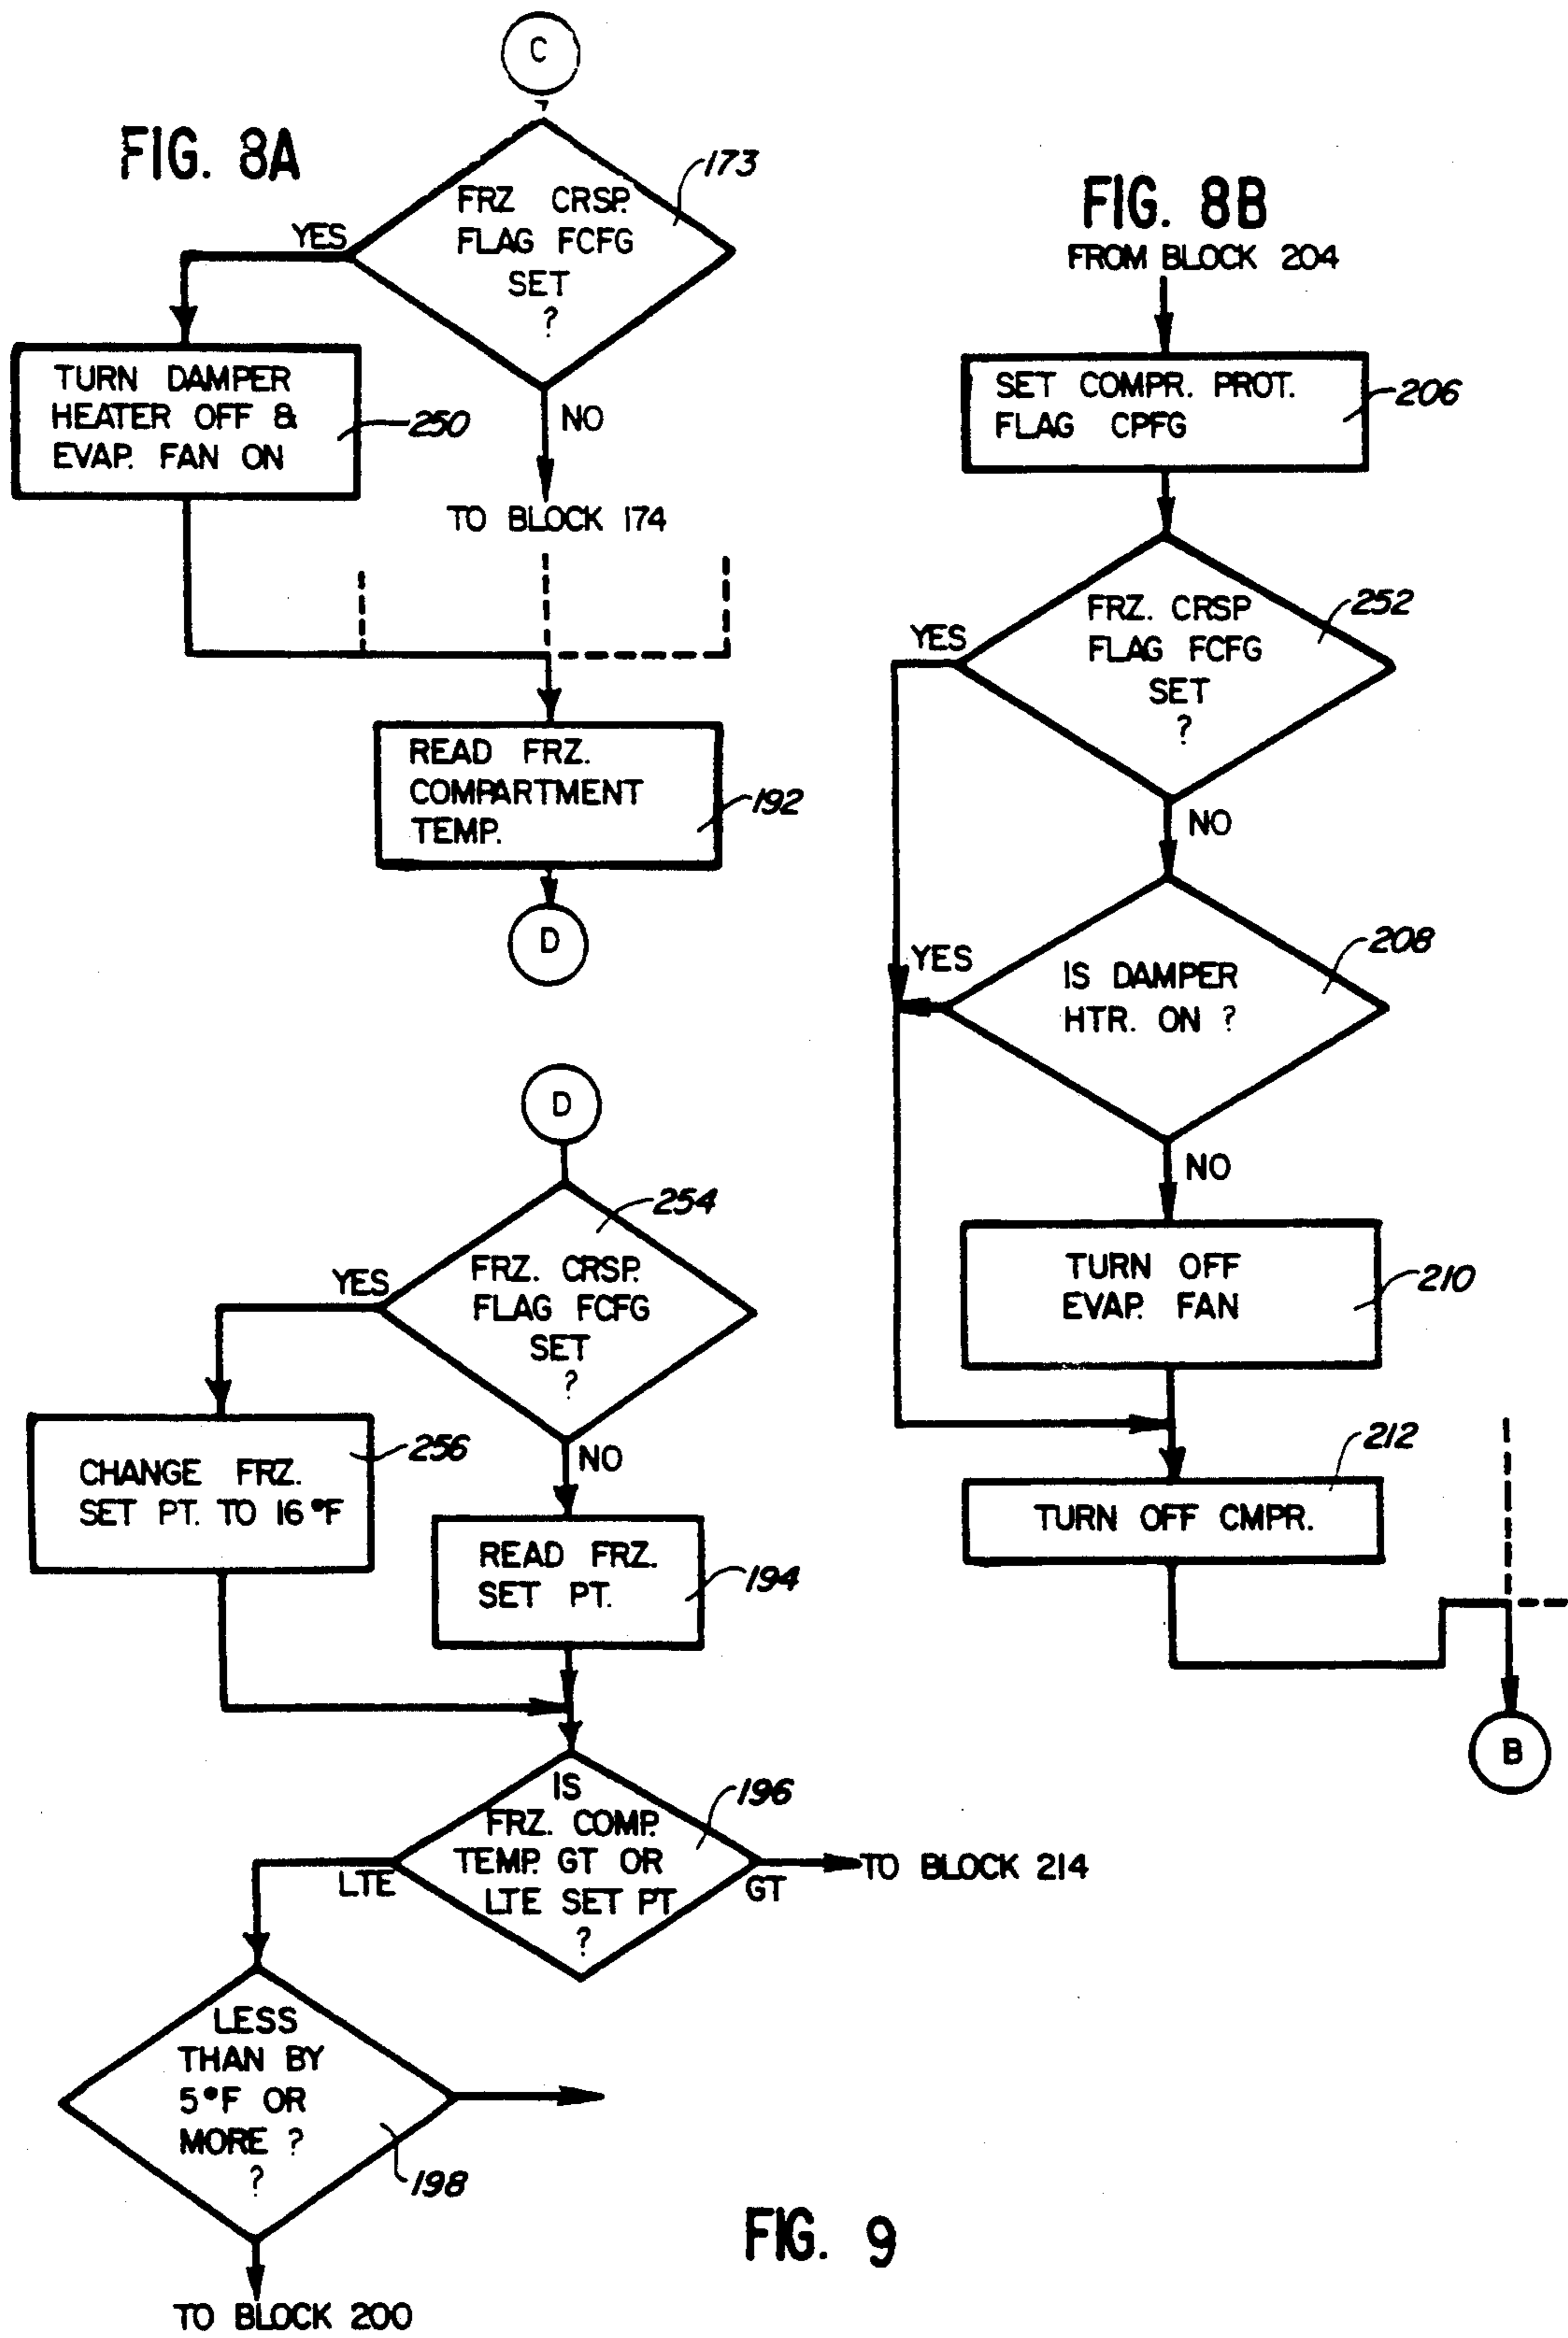 C
FIG. 8A
173
FRZ CRSP.
FLAG FCFG
SET
?
YES
NO
TURN DAMPER
HEATER OFF &
EVAP. FAN ON
250
TO BLOCK 174
READ FRZ.
COMPARTMENT
TEMP.
192
D
FIG. 8B
FROM BLOCK 204
SET COMPR. PROT.
FLAG CPFG
206
FRZ. CRSP
FLAG FCFG
SET
?
252
YES
NO
IS DAMPER
HTR. ON ?
208
YES
NO
TURN OFF
EVAP. FAN
210
212
TURN OFF CMPR.
B
D
254
FRZ. CRSP.
FLAG FCFG
SET
?
YES
NO
CHANGE FRZ.
SET PT. TO 16°F
256
READ FRZ.
SET PT.
194
IS
FRZ. COMP.
TEMP. GT OR
LTE SET PT
?
196
LTE
GT
TO BLOCK 214
LESS
THAN BY
5°F OR
MORE ?
?
198
TO BLOCK 200
FIG. 9